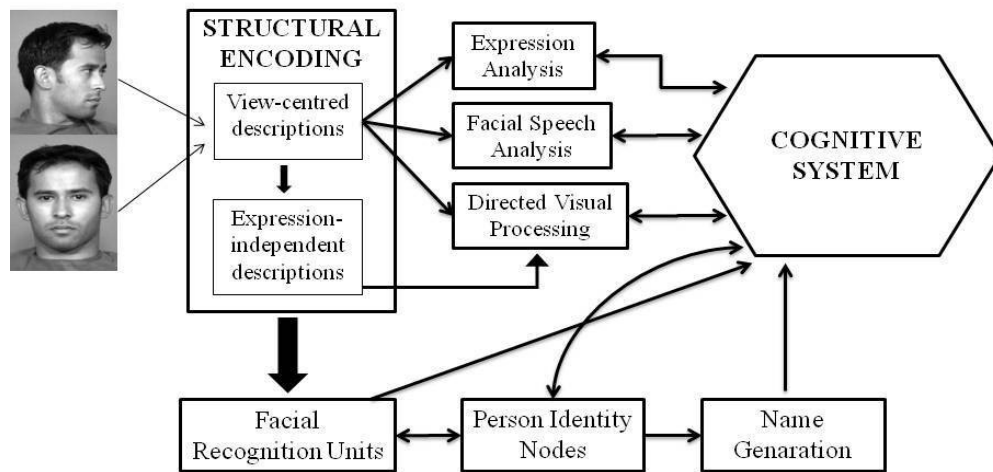 STRUCTURAL
ENCODING
View-centred
descriptions
Expression-
independent
descriptions
Expression
Analysis
Facial Speech
Analysis
Directed Visual
Processing
COGNITIVE
SYSTEM
Facial
Recognition Units
Person Identity
Nodes
Name
Genaration